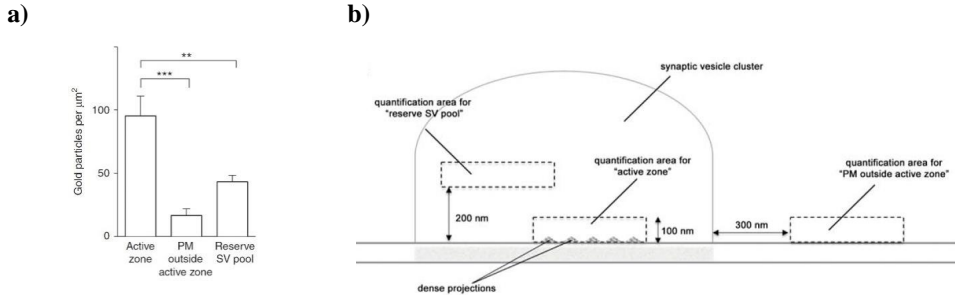 a)
**
***
100
50
0
Gold particles per μm²
Active
zone
PM
outside
active zone
Reserve
SV pool
b)
synaptic vesicle cluster
quantification area for
"reserve SV pool"
quantification area for
"active zone"
quantification area for
"PM outside active zone"
200 nm
100 nm
300 nm
dense projections